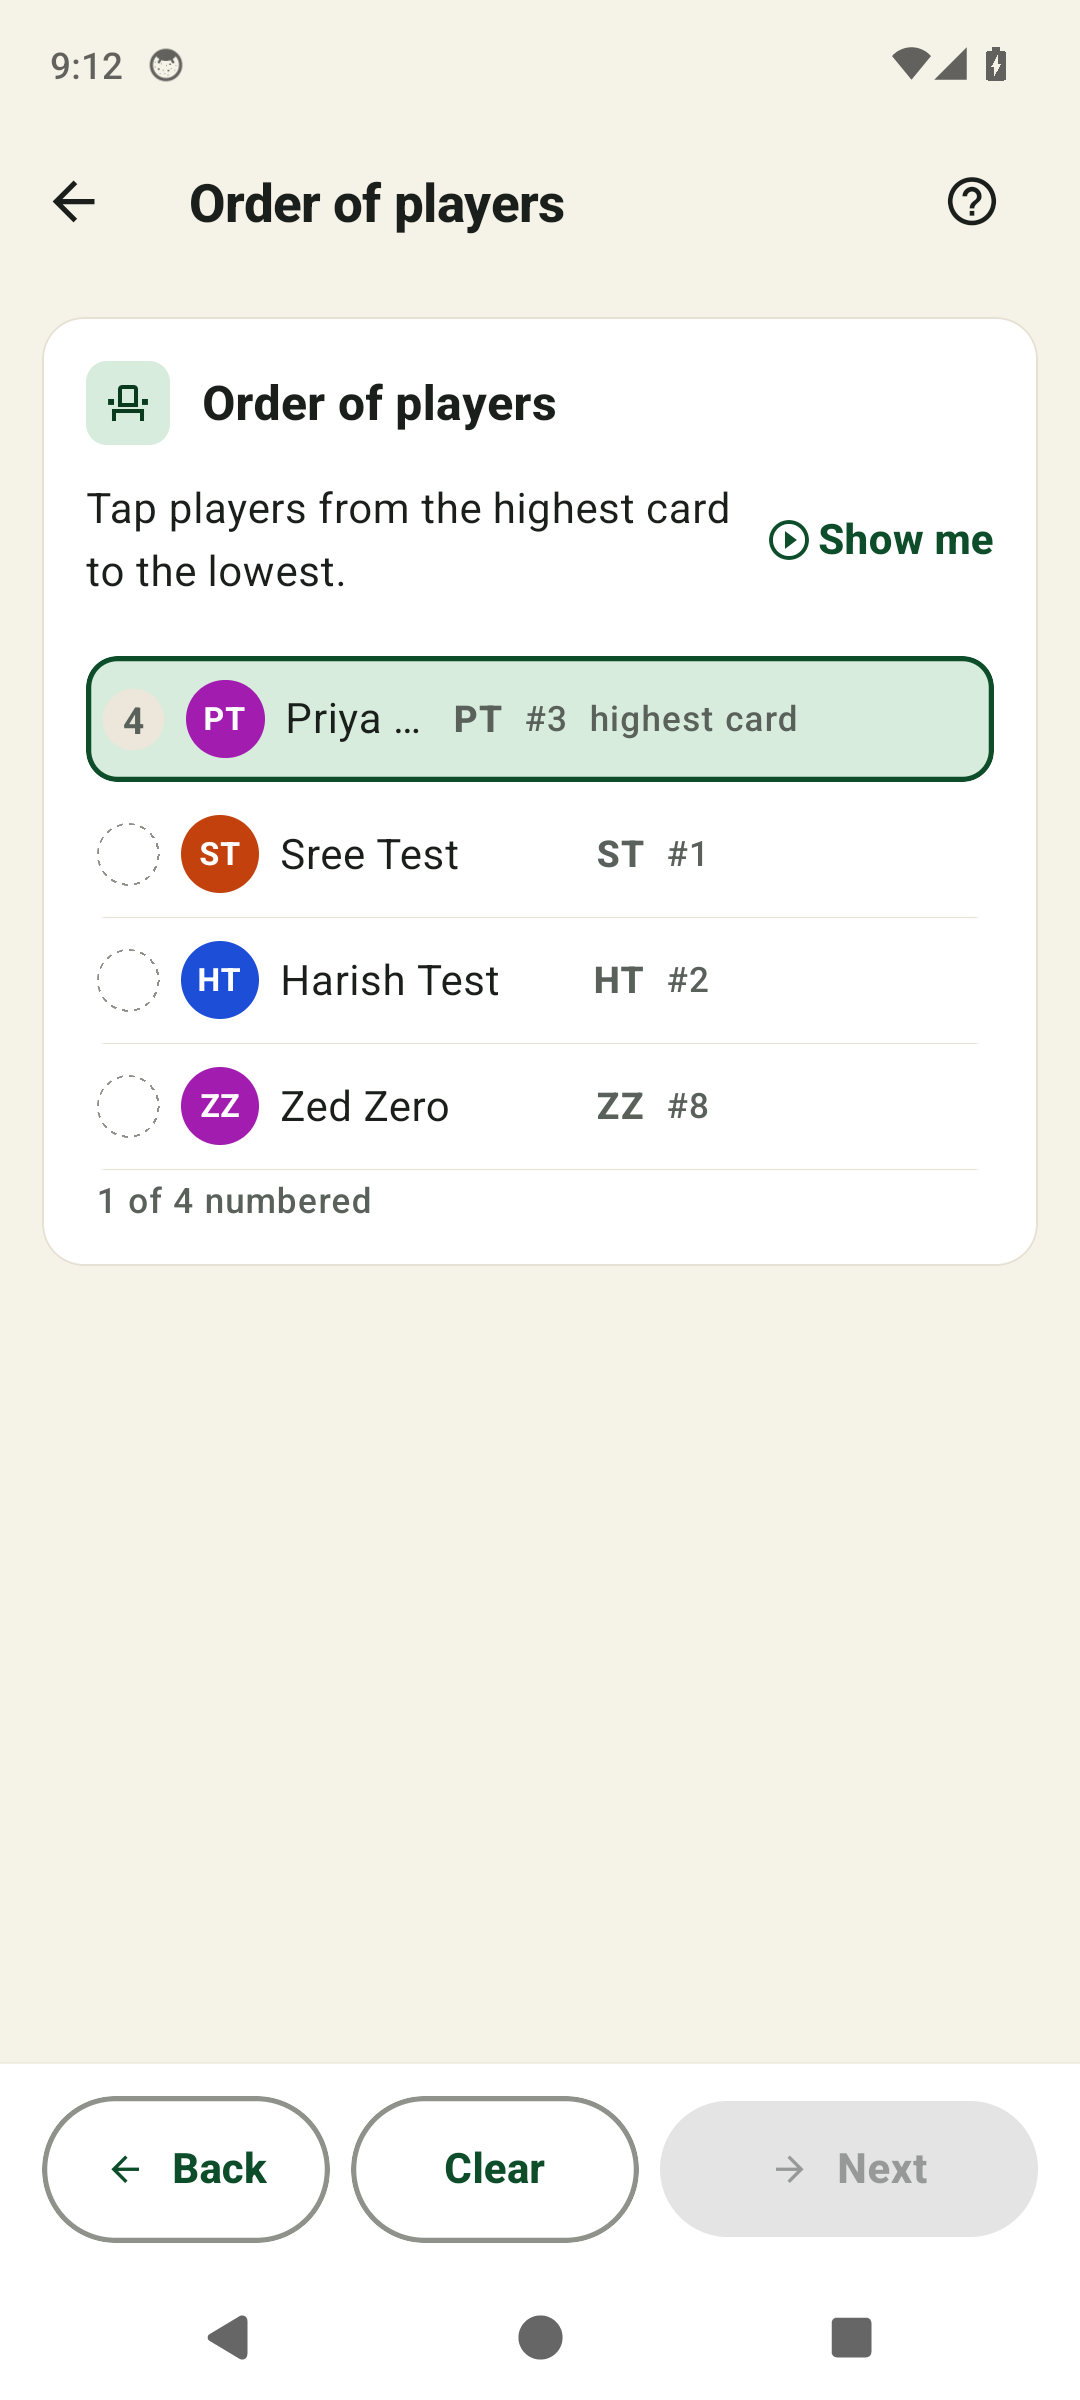 9:12
Order of players
Order of players
Tap players from the highest card
to the lowest.
Show me
4 PT Priya ... PT #3 highest card
ST Sree Test ST #1
HT Harish Test HT #2
ZZ Zed Zero ZZ #8
1 of 4 numbered
Back Clear Next